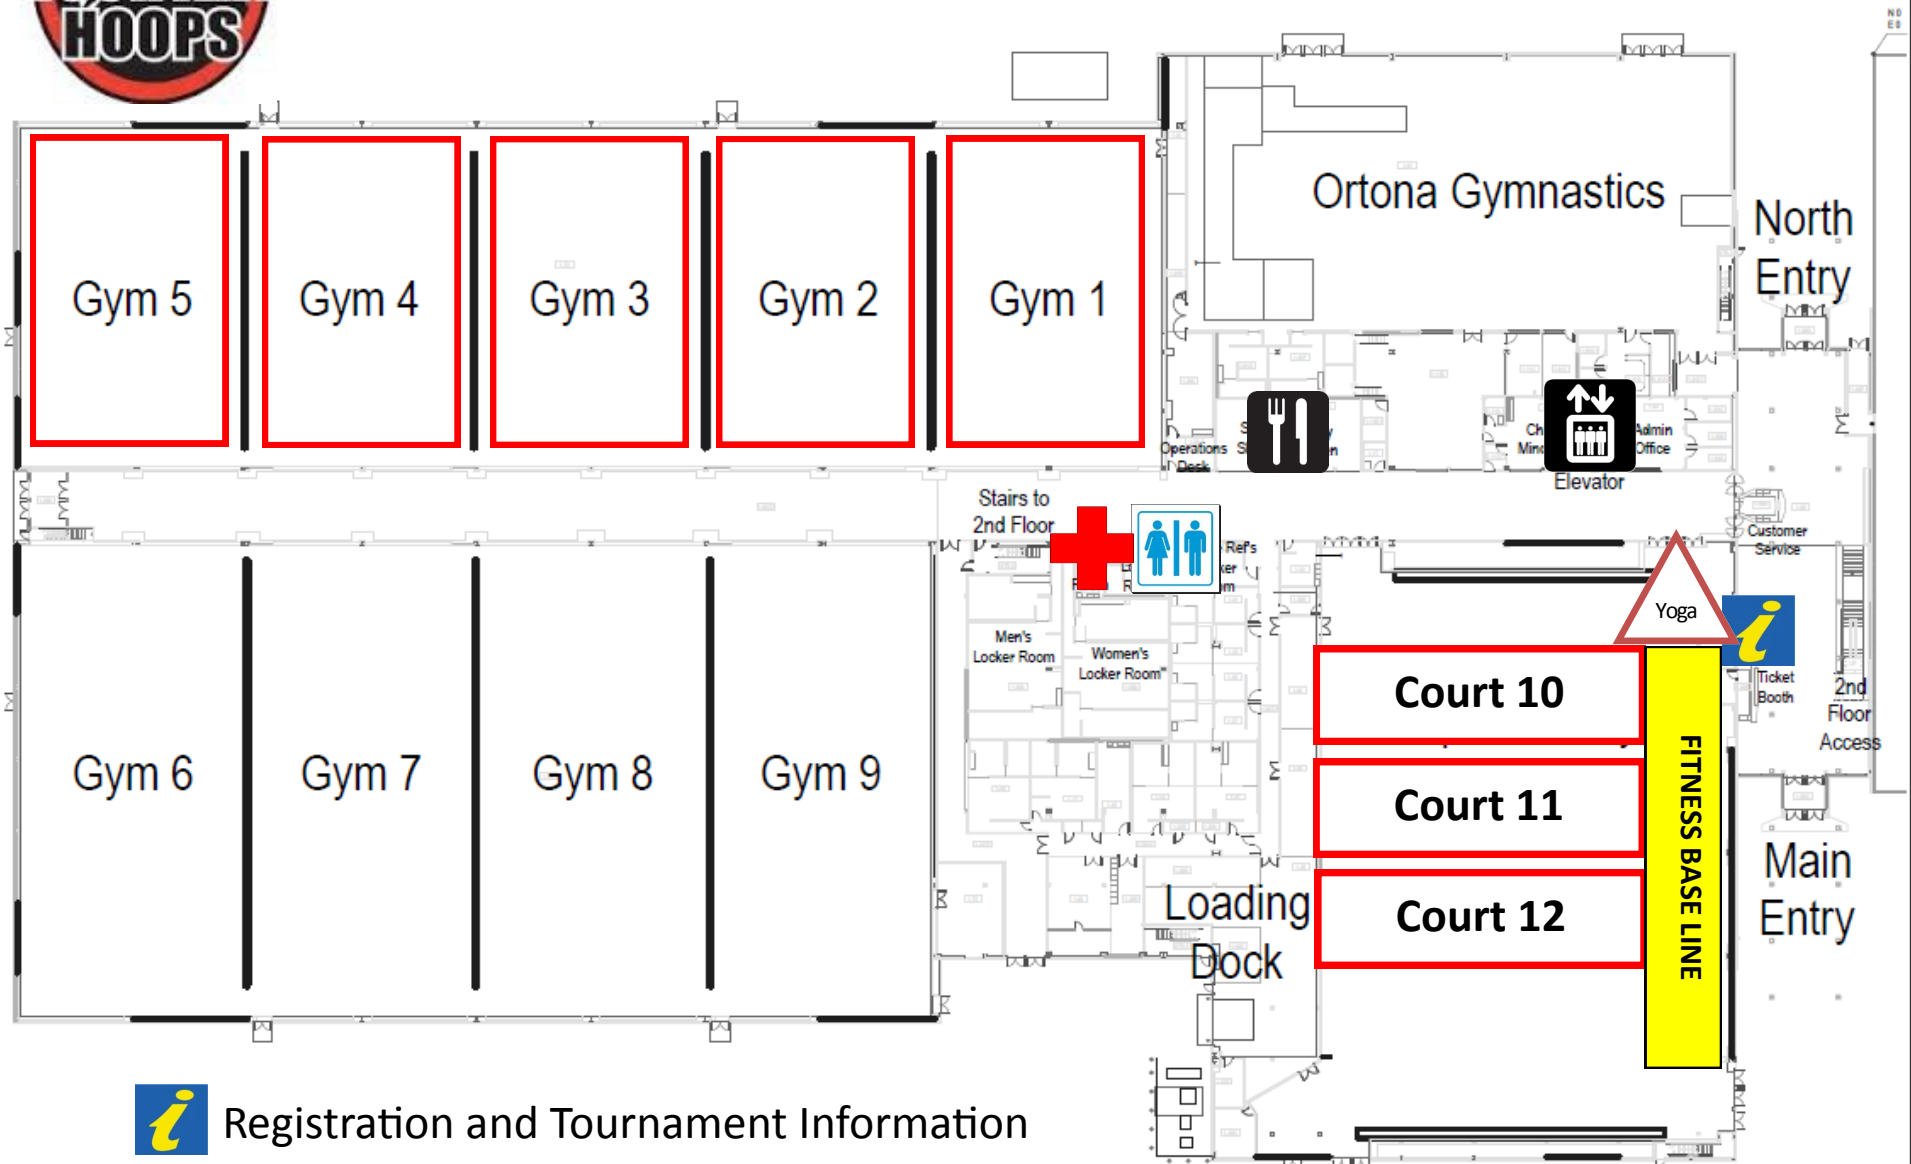 HOOPS
Ortona Gymnastics
North
Entry
Gym 5
Gym 4
Gym 3
Gym 2
Gym 1
Operations
Desk
Admin
Office
Elevator
Stairs to
2nd Floor
Customer
Service
Ref's
Yoga
Men's
Locker Room
Women's
Locker Room
Court 10
Ticket
Booth
2nd
Floor
Access
Gym 6
Gym 7
Gym 8
Gym 9
Court 11
FITNESS BASE LINE
Main
Entry
Loading
Dock
Court 12
i Registration and Tournament Information